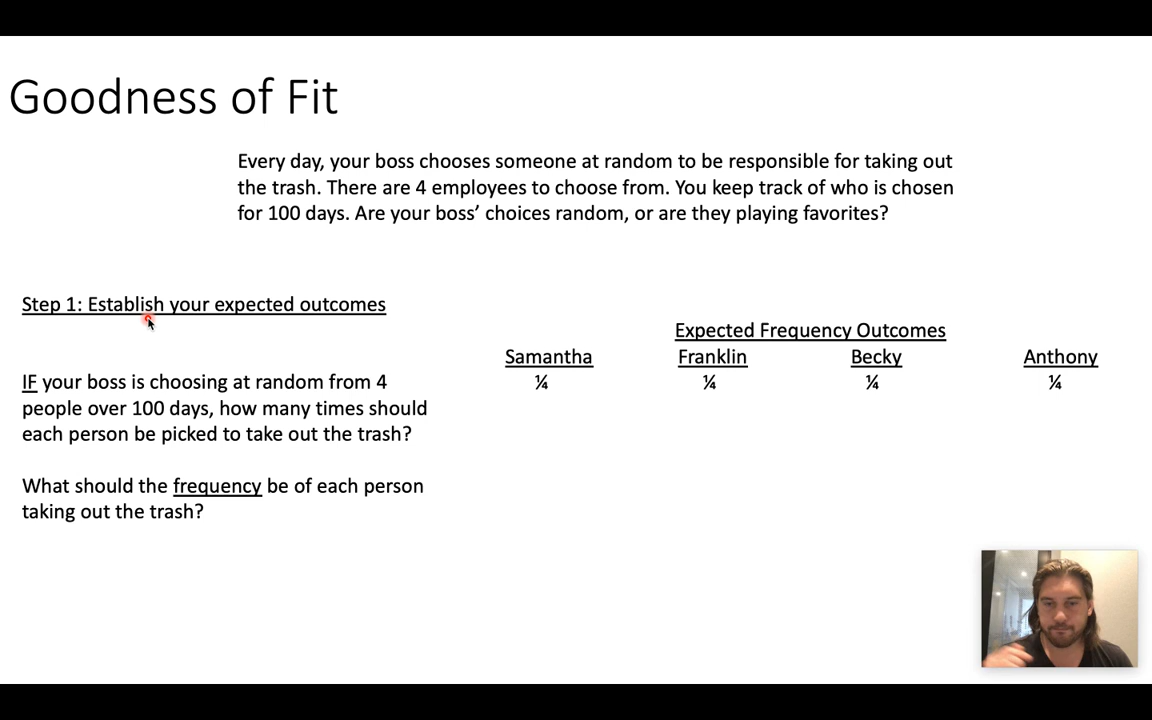 Goodness of Fit
Every day, your boss chooses someone at random to be responsible for taking out
the trash. There are 4 employees to choose from. You keep track of who is chosen
for 100 days. Are your boss’ choices random, or are they playing favorites?
Step 1: Establish your expected outcomes
IF your boss is choosing at random from 4
people over 100 days, how many times should
each person be picked to take out the trash?
What should the frequency be of each person
taking out the trash?
Expected Frequency Outcomes
Samantha Franklin Becky Anthony
¼ ¼ ¼ ¼